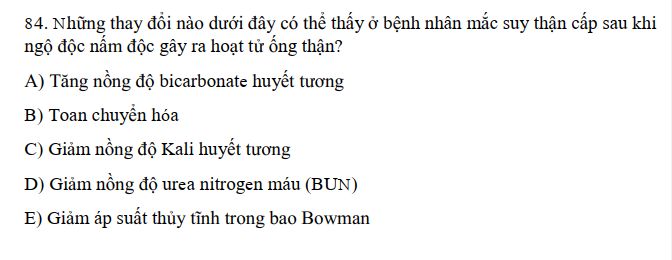 84. Những thay đổi nào dưới đây có thể thấy ở bệnh nhân mắc suy thận cấp sau khi
ngộ độc nấm độc gây ra hoạt tử ống thận?
A) Tăng nồng độ bicarbonate huyết tương
B) Toan chuyển hóa
C) Giảm nồng độ Kali huyết tương
D) Giảm nồng độ urea nitrogen máu (BUN)
E) Giảm áp suất thủy tĩnh trong bao Bowman